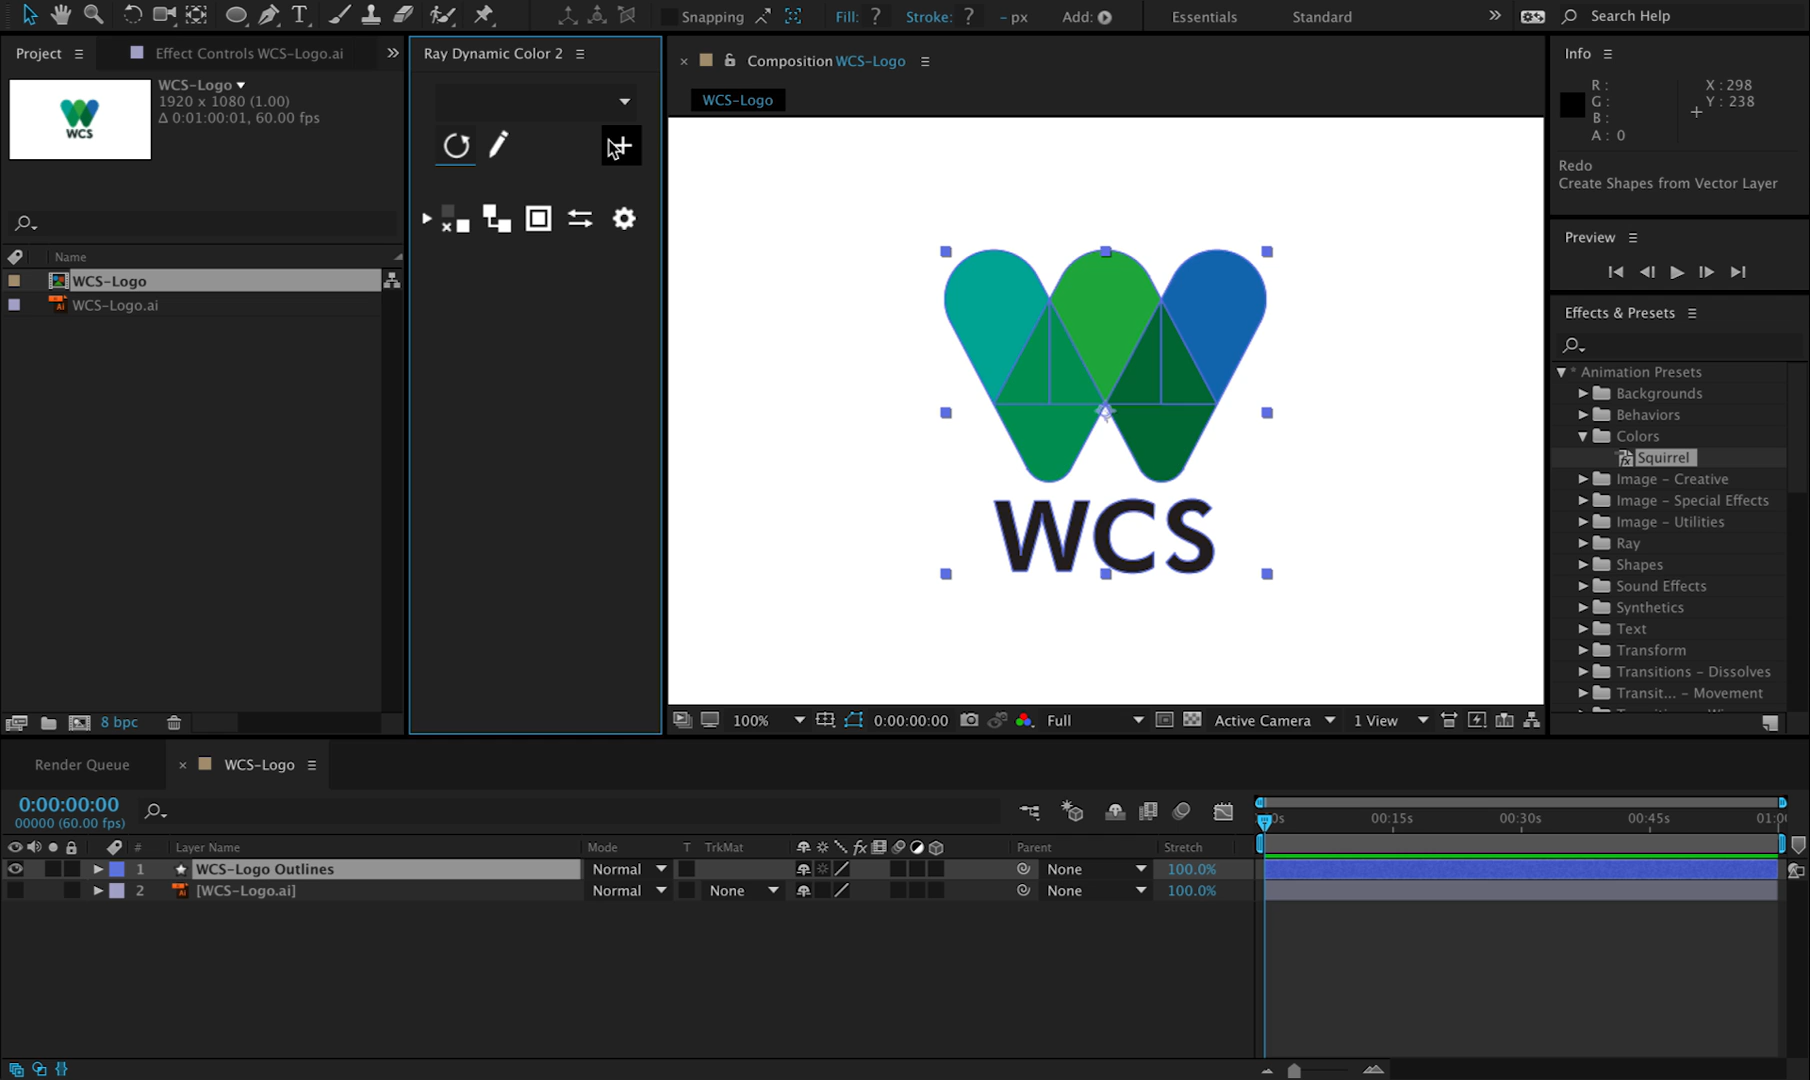 Snapping
Fill: ?
Stroke: ?
- px
Add:
Essentials
Standard
Search Help
Project
Effect Controls WCS-Logo.ai
WCS-Logo
1920 x 1080 (1.00)
Δ 0:01:00:01, 60.00 fps
WCS
Name
WCS-Logo
WCS-Logo.ai
8 bpc
Ray Dynamic Color 2
Composition WCS-Logo
WCS-Logo
WCS
100%
0:00:00:00
Full
Active Camera
1 View
Info
R :
G :
B :
A : 0
X : 298
Y : 238
Redo
Create Shapes from Vector Layer
Preview
Effects & Presets
* Animation Presets
Backgrounds
Behaviors
Colors
Squirrel
Image – Creative
Image – Special Effects
Image – Utilities
Ray
Shapes
Sound Effects
Synthetics
Text
Transform
Transitions – Dissolves
Transit... – Movement
Render Queue
WCS-Logo
0:00:00:00
00000 (60.00 fps)
# Layer Name
Mode
T TrkMat
fx
Parent
Stretch
00:15s
00:30s
00:45s
1 WCS-Logo Outlines Normal None 100.0%
2 [WCS-Logo.ai] Normal None None 100.0%